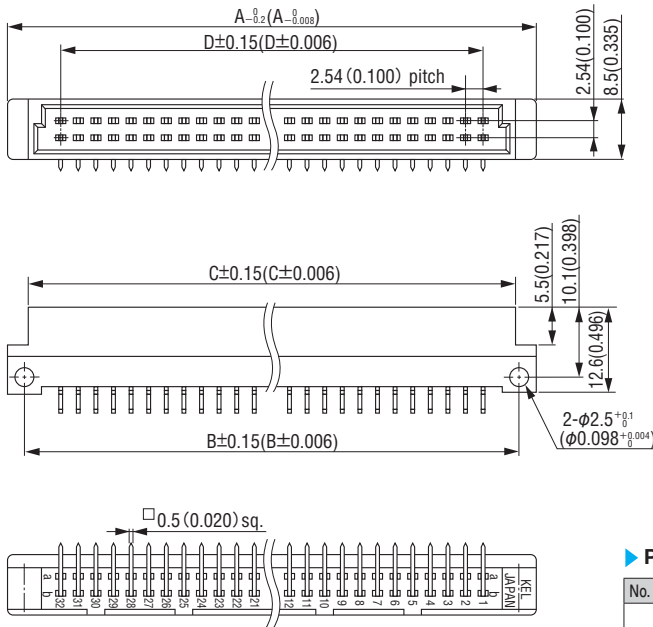 A-0.2 0 (A-0.008 0)
D±0.15(D±0.006)
2.54(0.100) pitch
2.54(0.100)
8.5(0.335)
C±0.15(C±0.006)
5.5(0.217)
10.1(0.398)
12.6(0.496)
2-φ2.5 +0.1 0
(φ0.098 +0.004 0)
B±0.15(B±0.006)
□0.5(0.020)sq.
a
b
32 31 30 29 28 27 26 25 24 23 22 21 12 11 10 9 8 7 6 5 4 3 2 1
a
b
KEL
JAPAN
P
No.